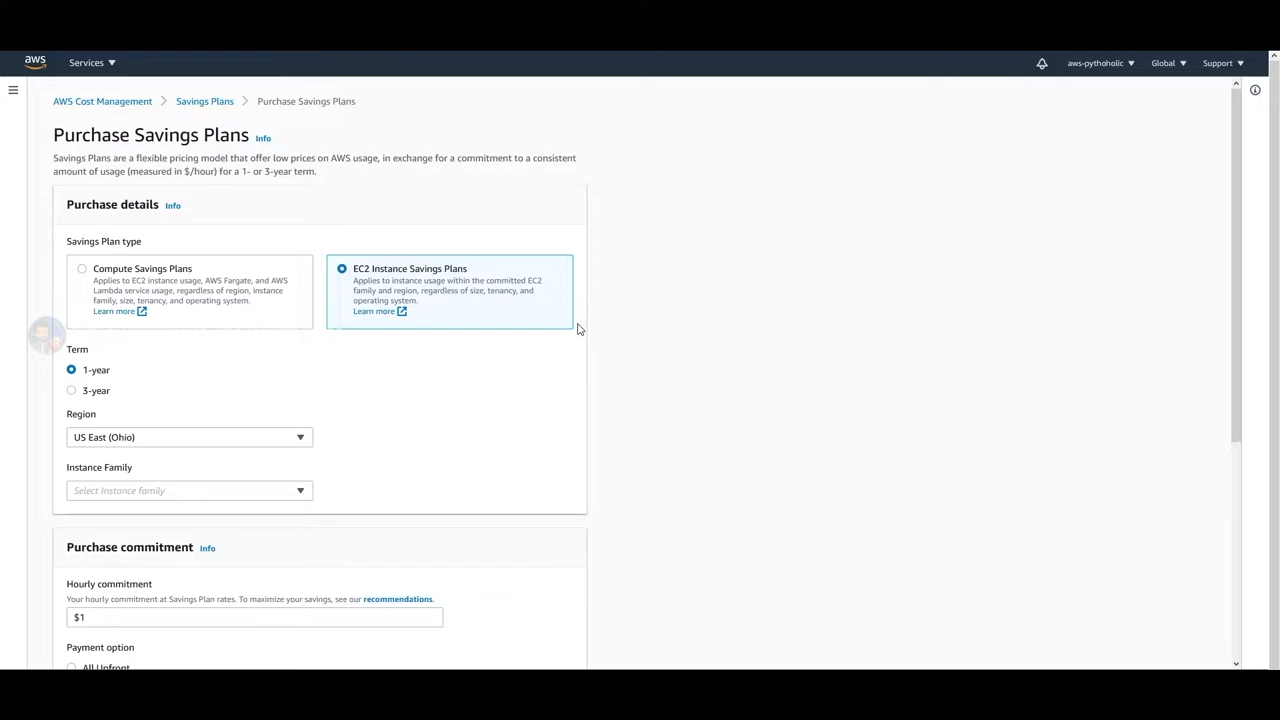 aws
Services
aws-pythoholic
Global
Support
AWS Cost Management
Savings Plans
Purchase Savings Plans
Purchase Savings Plans Info
Savings Plans are a flexible pricing model that offer low prices on AWS usage, in exchange for a commitment to a consistent
amount of usage (measured in $/hour) for a 1- or 3-year term.
Purchase details Info
Savings Plan type
Compute Savings Plans
Applies to EC2 instance usage, AWS Fargate, and AWS
Lambda service usage, regardless of region, instance
family, size, tenancy, and operating system.
Learn more
EC2 Instance Savings Plans
Applies to instance usage within the committed EC2
family and region, regardless of size, tenancy, and
operating system.
Learn more
Term
1-year
3-year
Region
US East (Ohio)
Instance Family
Select Instance family
Purchase commitment Info
Hourly commitment
Your hourly commitment at Savings Plan rates. To maximize your savings, see our recommendations.
$1
Payment option
All Upfront